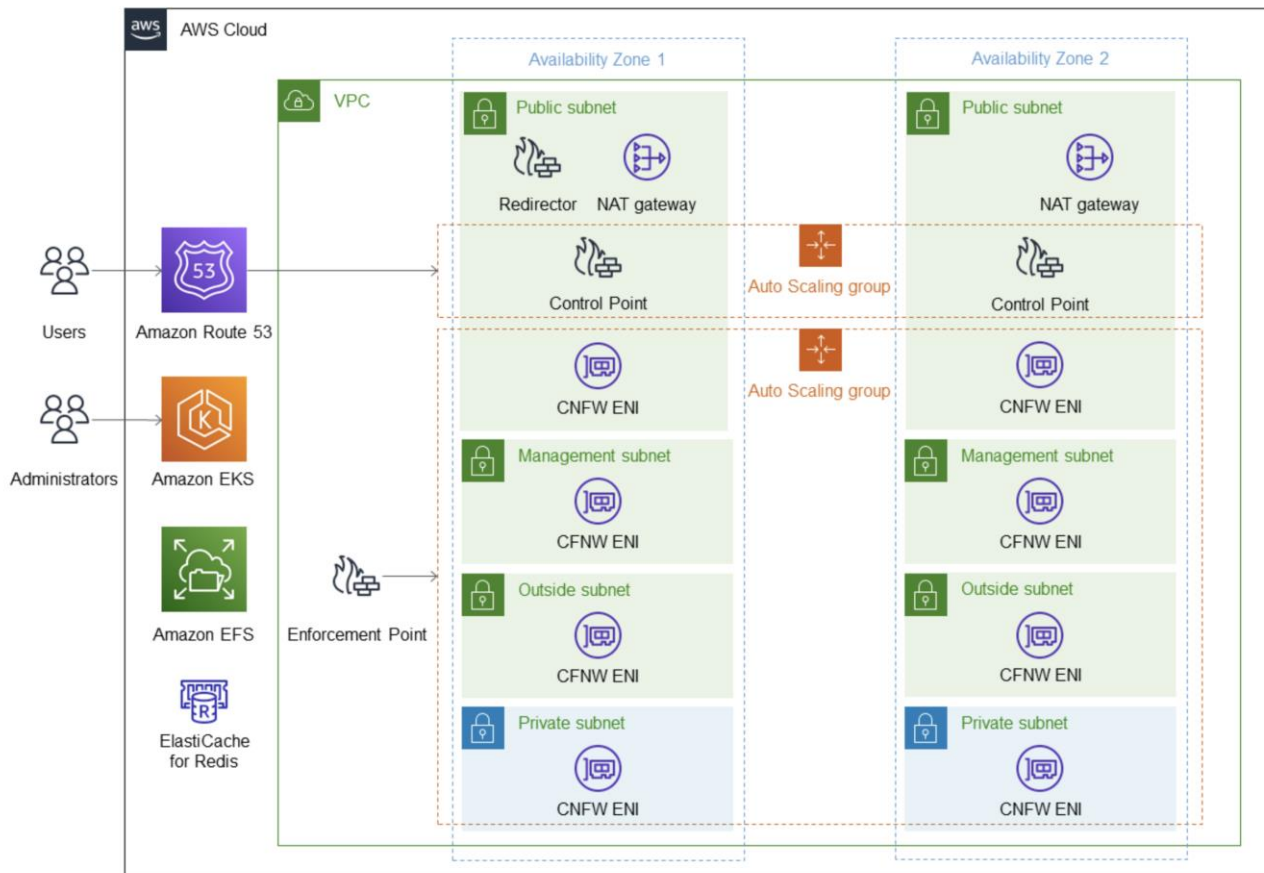 aws
AWS Cloud
Availability Zone 1
Availability Zone 2
VPC
Public subnet
Public subnet
Redirector
NAT gateway
NAT gateway
53
Auto Scaling group
Control Point
Control Point
Users
Amazon Route 53
Auto Scaling group
CNFW ENI
CNFW ENI
K
Management subnet
Management subnet
Administrators
Amazon EKS
CFNW ENI
CFNW ENI
Outside subnet
Outside subnet
Amazon EFS
Enforcement Point
CFNW ENI
CFNW ENI
R
Private subnet
Private subnet
ElastiCache
for Redis
CNFW ENI
CNFW ENI